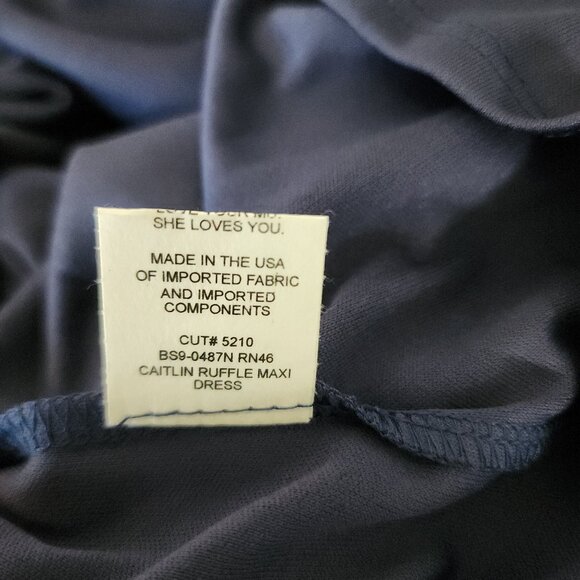 SHE LOVES YOU.
MADE IN THE USA
OF IMPORTED FABRIC
AND IMPORTED
COMPONENTS
CUT# 5210
BS9-0487N RN46
CAITLIN RUFFLE MAXI
DRESS